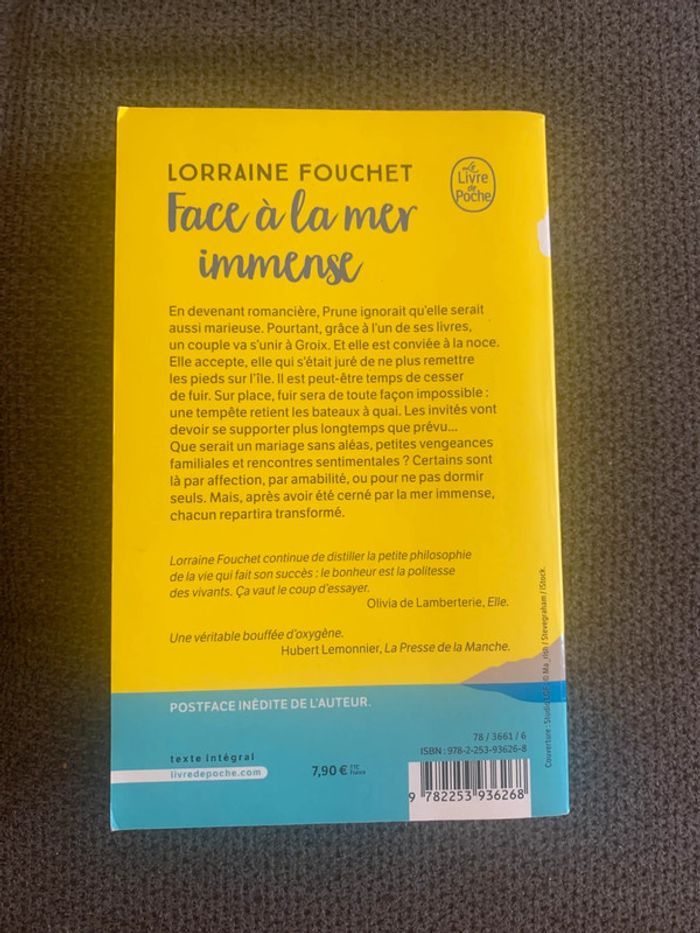 LORRAINE FOUCHET
Le
Livre
de
Poche
Face à la mer
immense
En devenant romancière, Prune ignorait qu'elle serait
aussi marieuse. Pourtant, grâce à l'un de ses livres,
un couple va s'unir à Groix. Et elle est conviée à la noce.
Elle accepte, elle qui s'était juré de ne plus remettre
les pieds sur l'île. Il est peut-être temps de cesser
de fuir. Sur place, fuir sera de toute façon impossible :
une tempête retient les bateaux à quai. Les invités vont
devoir se supporter plus longtemps que prévu...
Que serait un mariage sans aléas, petites vengeances
familiales et rencontres sentimentales ? Certains sont
là par affection, par amabilité, ou pour ne pas dormir
seuls. Mais, après avoir été cerné par la mer immense,
chacun repartira transformé.
Lorraine Fouchet continue de distiller la petite philosophie
de la vie qui fait son succès : le bonheur est la politesse
des vivants. Ça vaut le coup d'essayer.
Olivia de Lamberterie, Elle.
Une véritable bouffée d'oxygène.
Hubert Lemonnier, La Presse de la Manche.
POSTFACE INÉDITE DE L'AUTEUR.
texte intégral
livredepoche.com
7,90 € TTC France
78 / 3661 / 6
ISBN : 978-2-253-93626-8
9 782253 936268
Couverture : Studio LGF. © Ma_rish / Stevegraham / iStock.